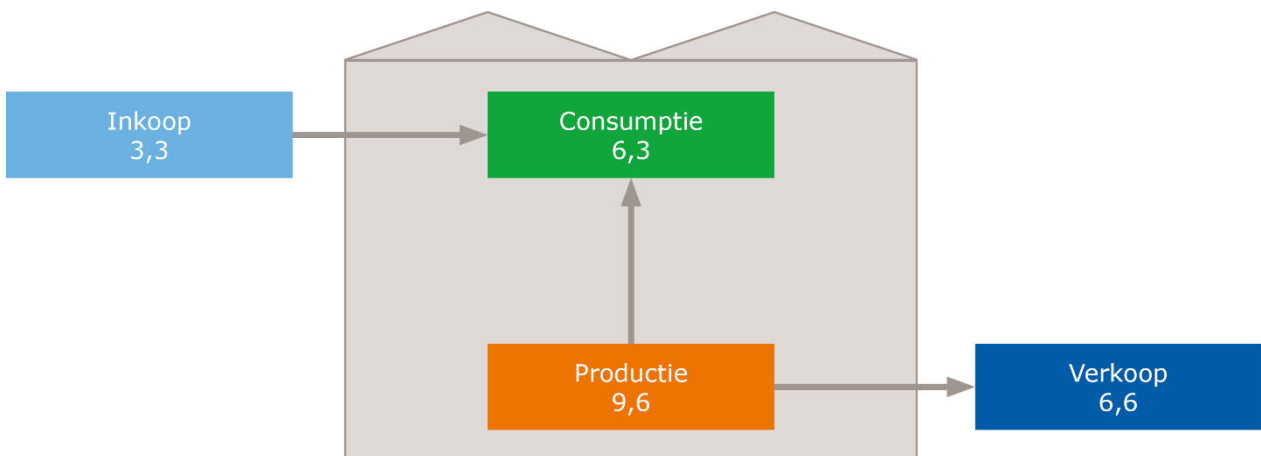 Inkoop
3,3
Consumptie
6,3
Productie
9,6
Verkoop
6,6